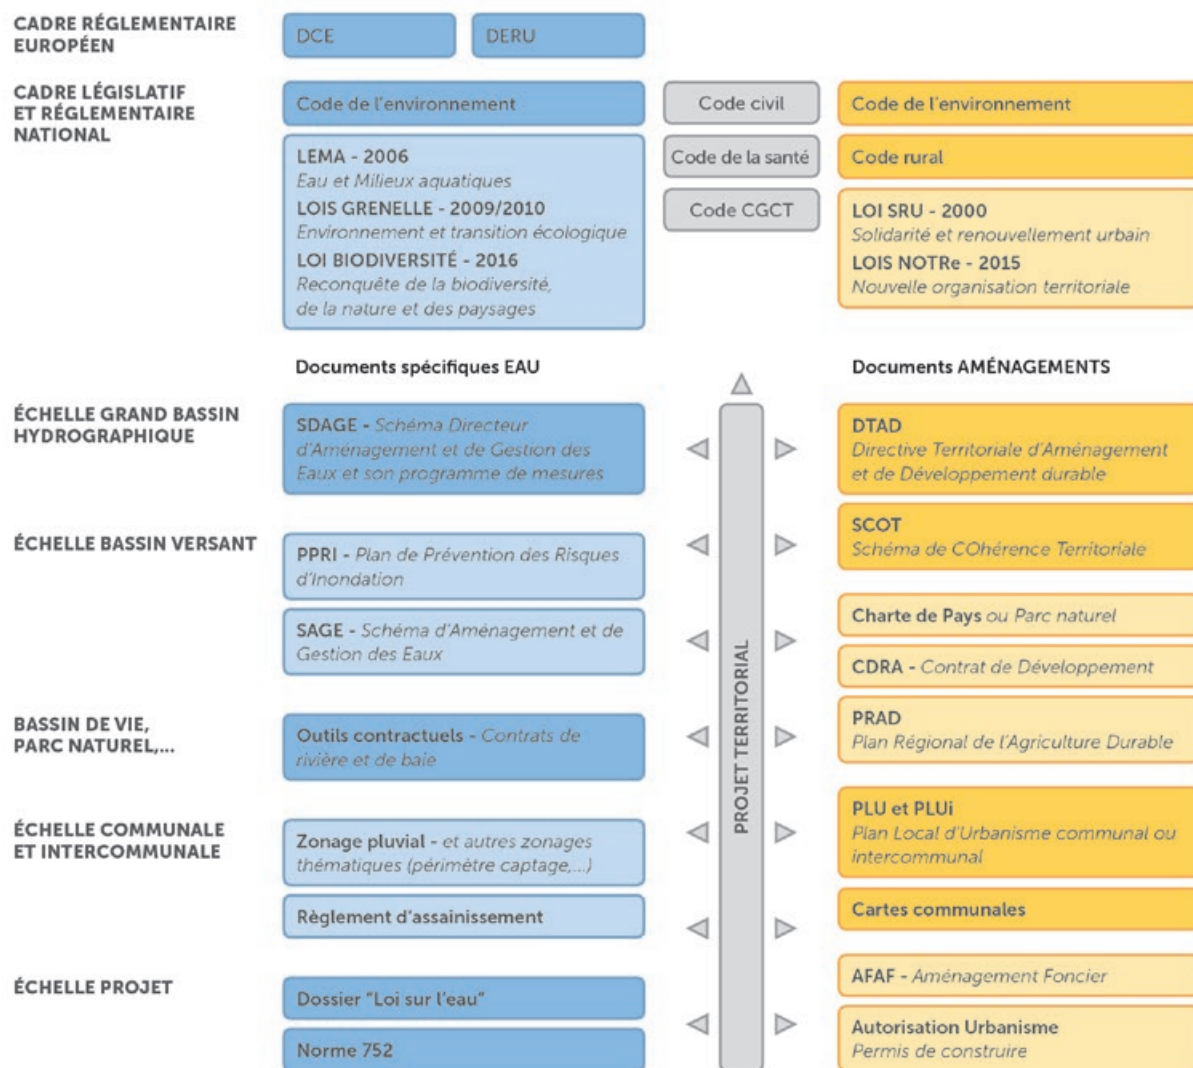 CADRE RÉGLEMENTAIRE
EUROPÉEN
DCE
DERU
CADRE LÉGISLATIF
ET RÉGLEMENTAIRE
NATIONAL
Code de l'environnement
LEMA - 2006
Eau et Milieux aquatiques
LOIS GRENELLE - 2009/2010
Environnement et transition écologique
LOI BIODIVERSITÉ - 2016
Reconquête de la biodiversité,
de la nature et des paysages
Code civil
Code de la santé
Code CGCT
Code de l'environnement
Code rural
LOI SRU - 2000
Solidarité et renouvellement urbain
LOIS NOTRe - 2015
Nouvelle organisation territoriale
Documents spécifiques EAU
Documents AMÉNAGEMENTS
ÉCHELLE GRAND BASSIN
HYDROGRAPHIQUE
SDAGE - Schéma Directeur
d'Aménagement et de Gestion des
Eaux et son programme de mesures
DTAD
Directive Territoriale d'Aménagement
et de Développement durable
SCOT
Schéma de COhérence Territoriale
ÉCHELLE BASSIN VERSANT
PPRI - Plan de Prévention des Risques
d'Inondation
SAGE - Schéma d'Aménagement et de
Gestion des Eaux
Charte de Pays ou Parc naturel
CDRA - Contrat de Développement
PRAD
Plan Régional de l'Agriculture Durable
BASSIN DE VIE,
PARC NATUREL,...
Outils contractuels - Contrats de
rivière et de baie
PROJET TERRITORIAL
ÉCHELLE COMMUNALE
ET INTERCOMMUNALE
Zonage pluvial - et autres zonages
thématiques (périmètre captage,...)
Règlement d'assainissement
PLU et PLUi
Plan Local d'Urbanisme communal ou
intercommunal
Cartes communales
ÉCHELLE PROJET
Dossier "Loi sur l'eau"
Norme 752
AFAF - Aménagement Foncier
Autorisation Urbanisme
Permis de construire